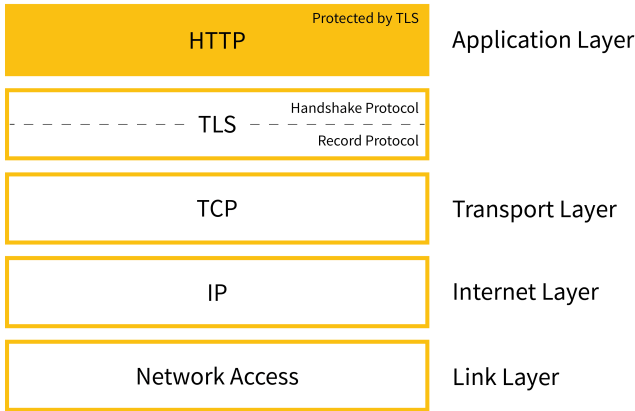 Protected by TLS
HTTP
Application Layer
Handshake Protocol
TLS
Record Protocol
TCP
Transport Layer
IP
Internet Layer
Network Access
Link Layer